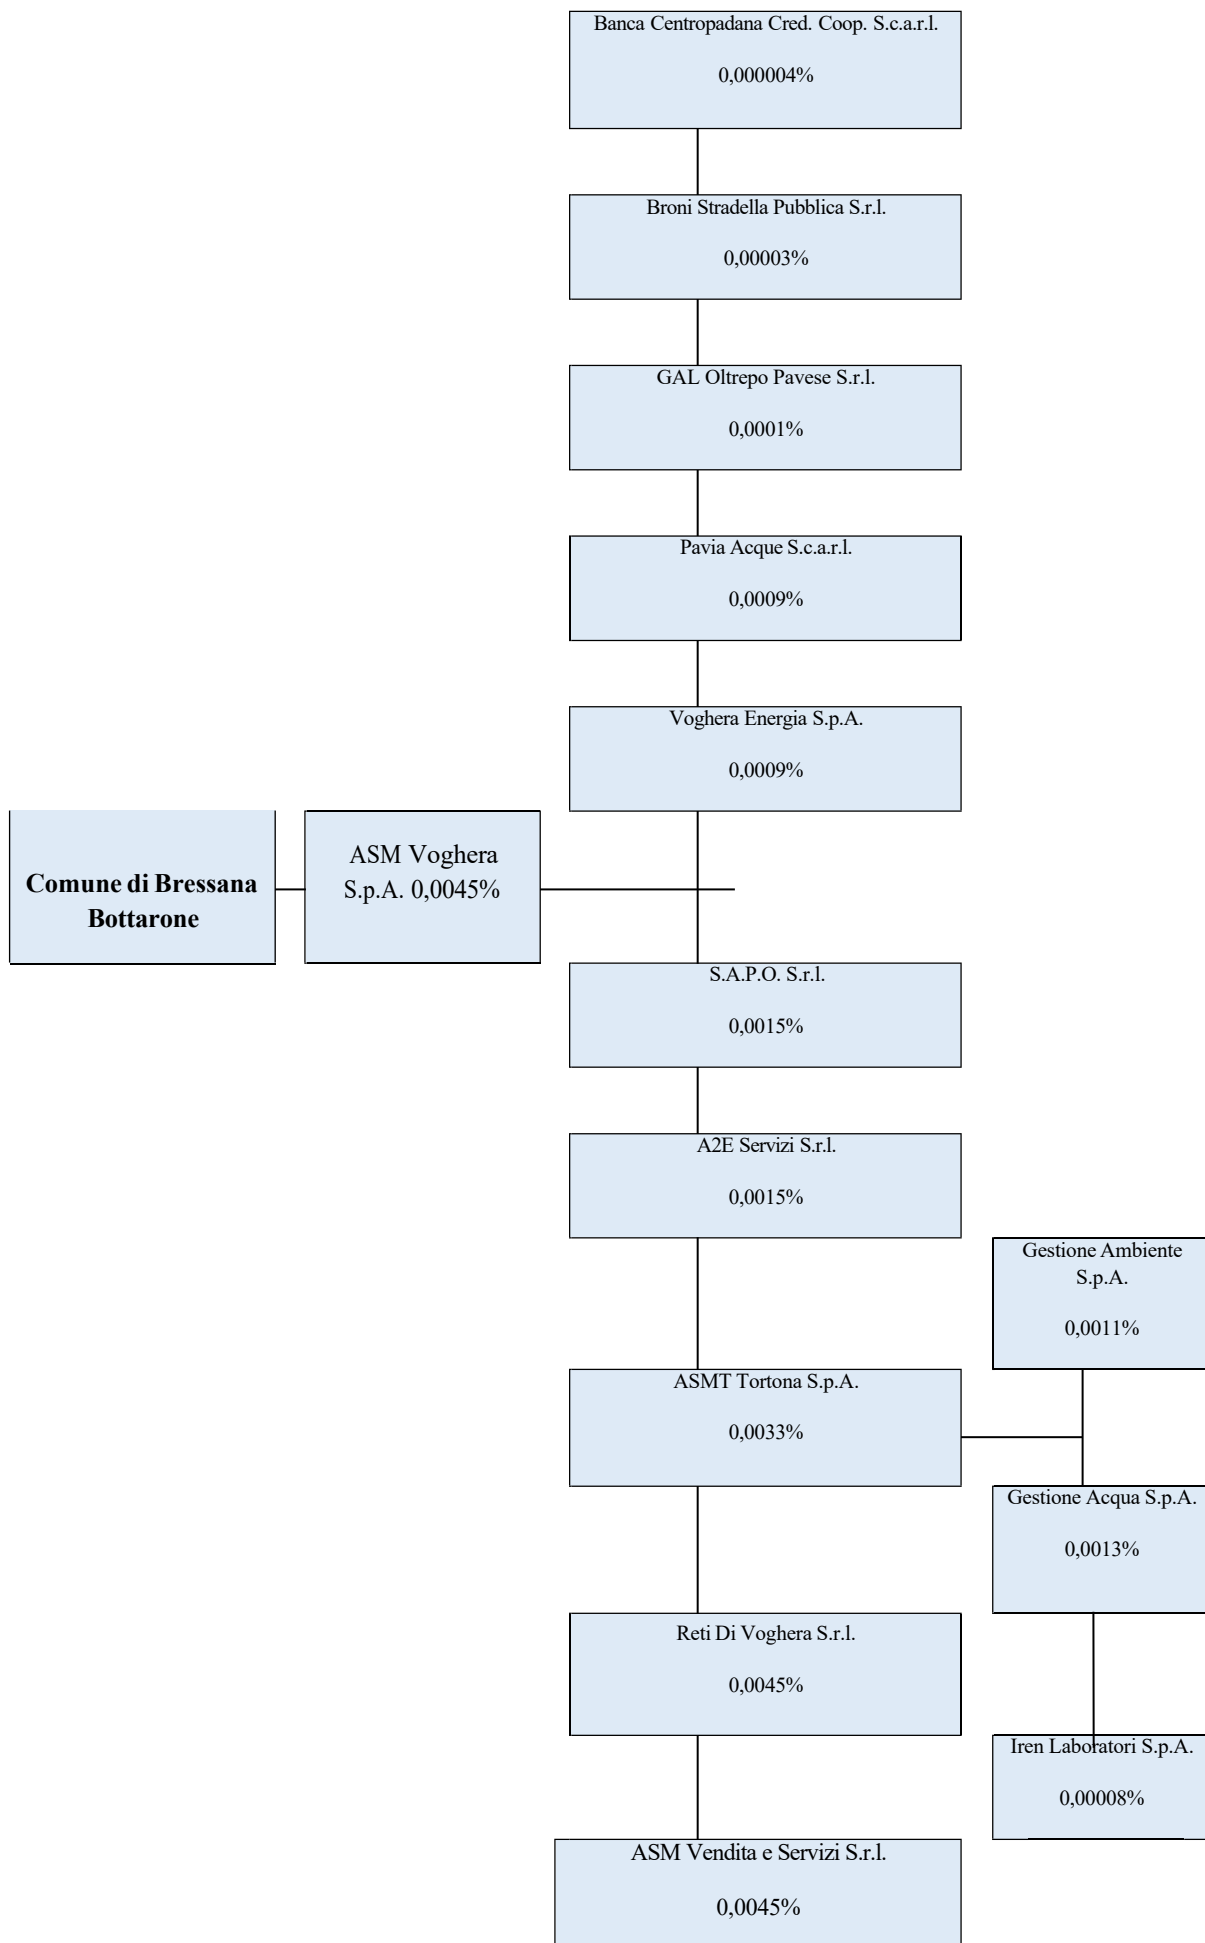 Banca Centropadana Cred. Coop. S.c.a.r.l.
0,000004%
Broni Stradella Pubblica S.r.l.
0,00003%
GAL Oltrepo Pavese S.r.l.
0,0001%
Pavia Acque S.c.a.r.l.
0,0009%
Voghera Energia S.p.A.
0,0009%
Comune di Bressana
Bottarone
ASM Voghera
S.p.A. 0,0045%
S.A.P.O. S.r.l.
0,0015%
A2E Servizi S.r.l.
0,0015%
Gestione Ambiente
S.p.A.
0,0011%
ASMT Tortona S.p.A.
0,0033%
Gestione Acqua S.p.A.
0,0013%
Reti Di Voghera S.r.l.
0,0045%
Iren Laboratori S.p.A.
0,00008%
ASM Vendita e Servizi S.r.l.
0,0045%